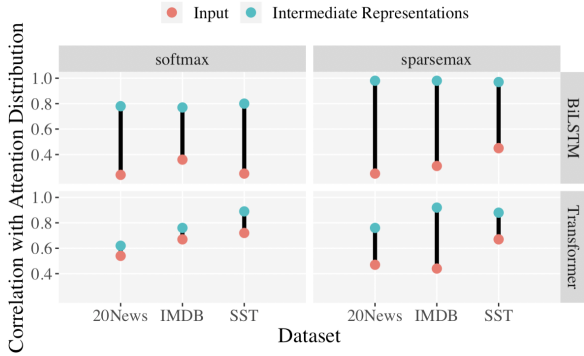 Input Intermediate Representations
softmax sparsemax
Correlation with Attention Distribution
1.0
0.8
0.6
0.4
BiLSTM
1.0
0.8
0.6
0.4
Transformer
20News IMDB SST 20News IMDB SST
Dataset